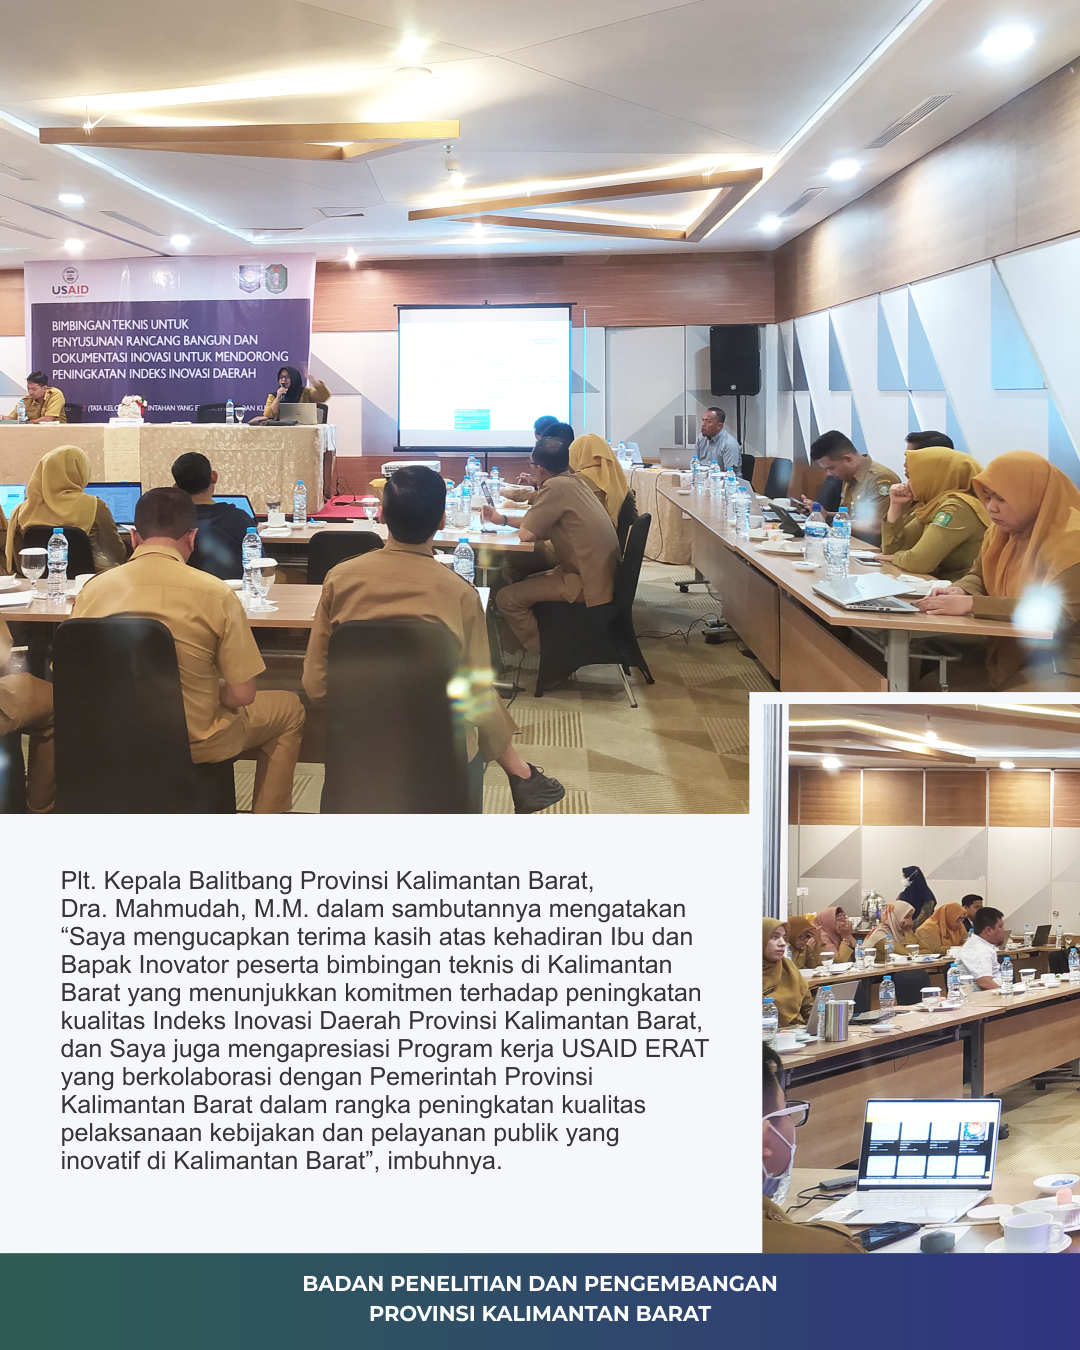 USAID
BIMBINGAN TEKNIS UNTUK
PENYUSUNAN RANCANG BANGUN DAN
DOKUMENTASI INOVASI UNTUK MENDORONG
PENINGKATAN INDEKS INOVASI DAERAH
(TATA
YANG
DAN
Plt. Kepala Balitbang Provinsi Kalimantan Barat,
Dra. Mahmudah, M.M. dalam sambutannya mengatakan
“Saya mengucapkan terima kasih atas kehadiran Ibu dan
Bapak Inovator peserta bimbingan teknis di Kalimantan
Barat yang menunjukkan komitmen terhadap peningkatan
kualitas Indeks Inovasi Daerah Provinsi Kalimantan Barat,
dan Saya juga mengapresiasi Program kerja USAID ERAT
yang berkolaborasi dengan Pemerintah Provinsi
Kalimantan Barat dalam rangka peningkatan kualitas
pelaksanaan kebijakan dan pelayanan publik yang
inovatif di Kalimantan Barat”, imbuhnya.
BADAN PENELITIAN DAN PENGEMBANGAN
PROVINSI KALIMANTAN BARAT